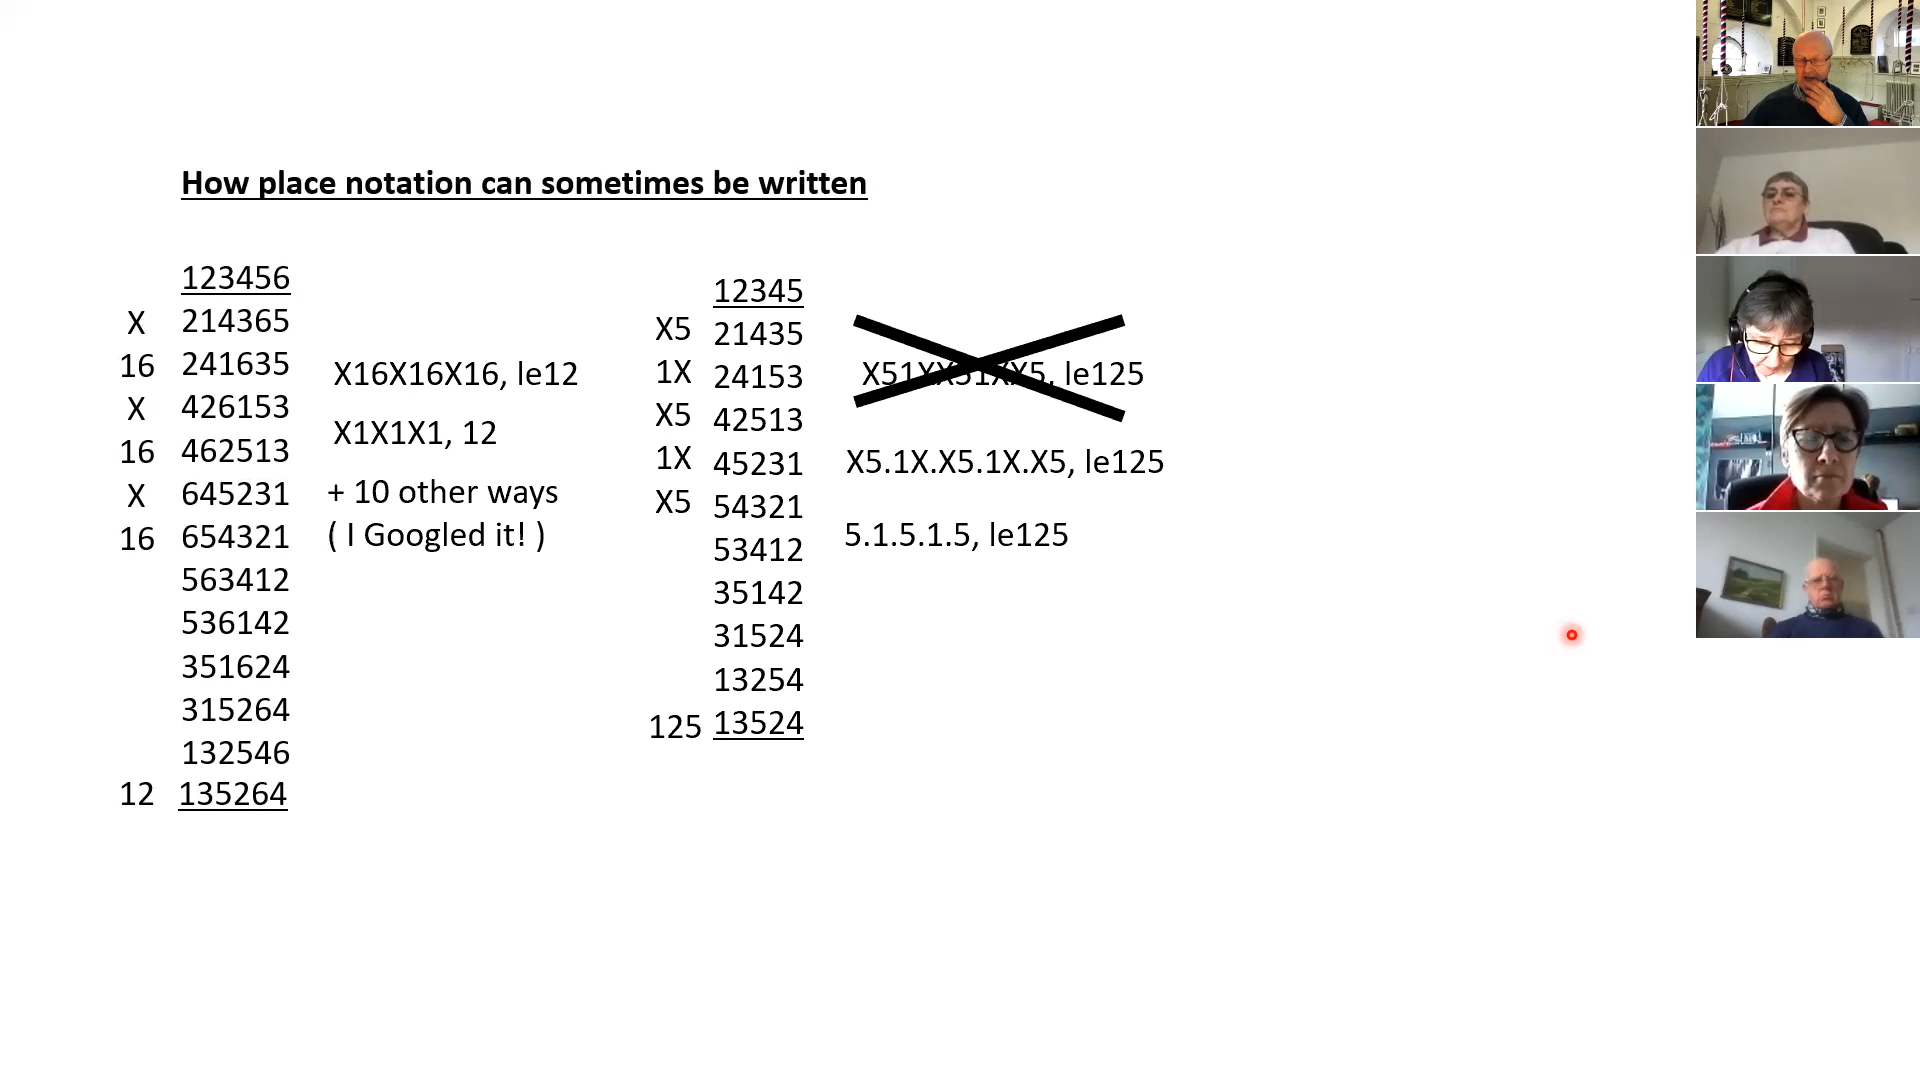 How place notation can sometimes be written
123456
X 214365
16 241635
X 426153
16 462513
X 645231
16 654321
563412
536142
351624
315264
132546
12 135264
X16X16X16, le12
X1X1X1, 12
+ 10 other ways
( I Googled it! )
12345
X5 21435
1X 24153
X5 42513
1X 45231
X5 54321
53412
35142
31524
13254
125 13524
X51XX51XX5, le125
X5.1X.X5.1X.X5, le125
5.1.5.1.5, le125